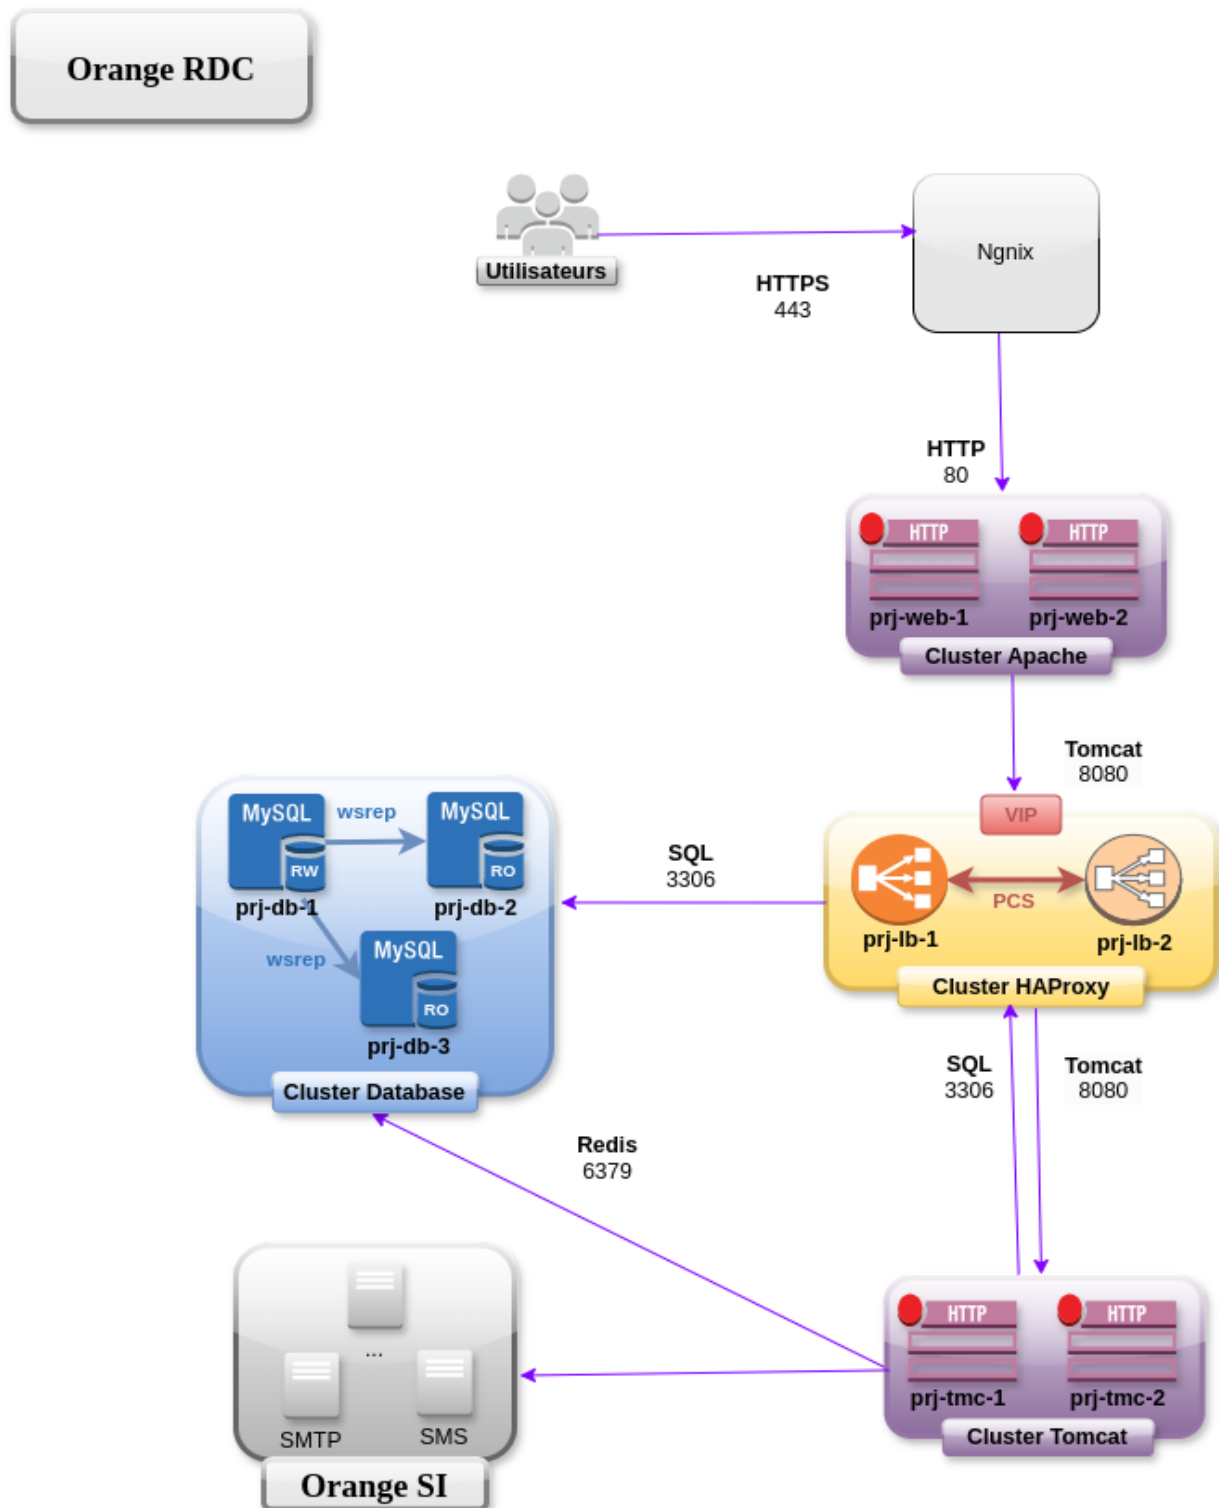 Orange RDC
Utilisateurs
HTTPS
443
Ngnix
HTTP
80
HTTP
HTTP
prj-web-1
prj-web-2
Cluster Apache
Tomcat
8080
VIP
PCS
prj-lb-1
prj-lb-2
Cluster HAProxy
SQL
3306
MySQL
RW
prj-db-1
wsrep
MySQL
RO
prj-db-2
wsrep
MySQL
RO
prj-db-3
Cluster Database
SQL
3306
Tomcat
8080
Redis
6379
HTTP
HTTP
prj-tmc-1
prj-tmc-2
Cluster Tomcat
...
SMTP
SMS
Orange SI